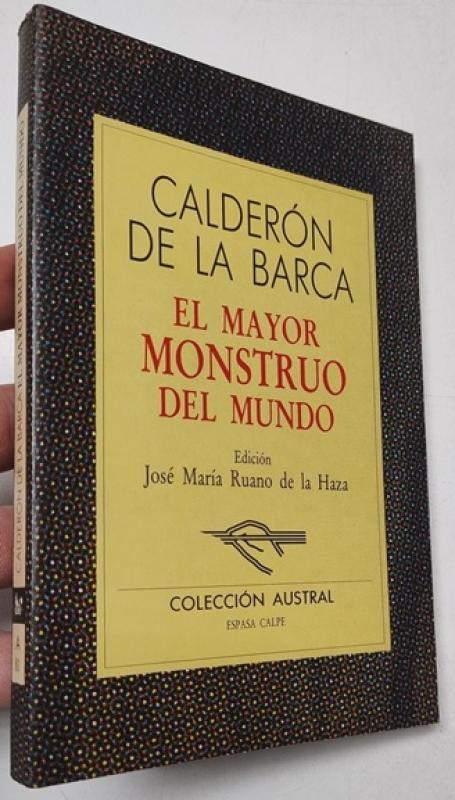 CALDERÓN
DE LA BARCA
EL MAYOR
MONSTRUO
DEL MUNDO
Edición
José María Ruano de la Haza
COLECCIÓN AUSTRAL
ESPASA CALPE
CALDERÓN DE LA BARCA EL MAYOR MONSTRUO DEL MUNDO
A